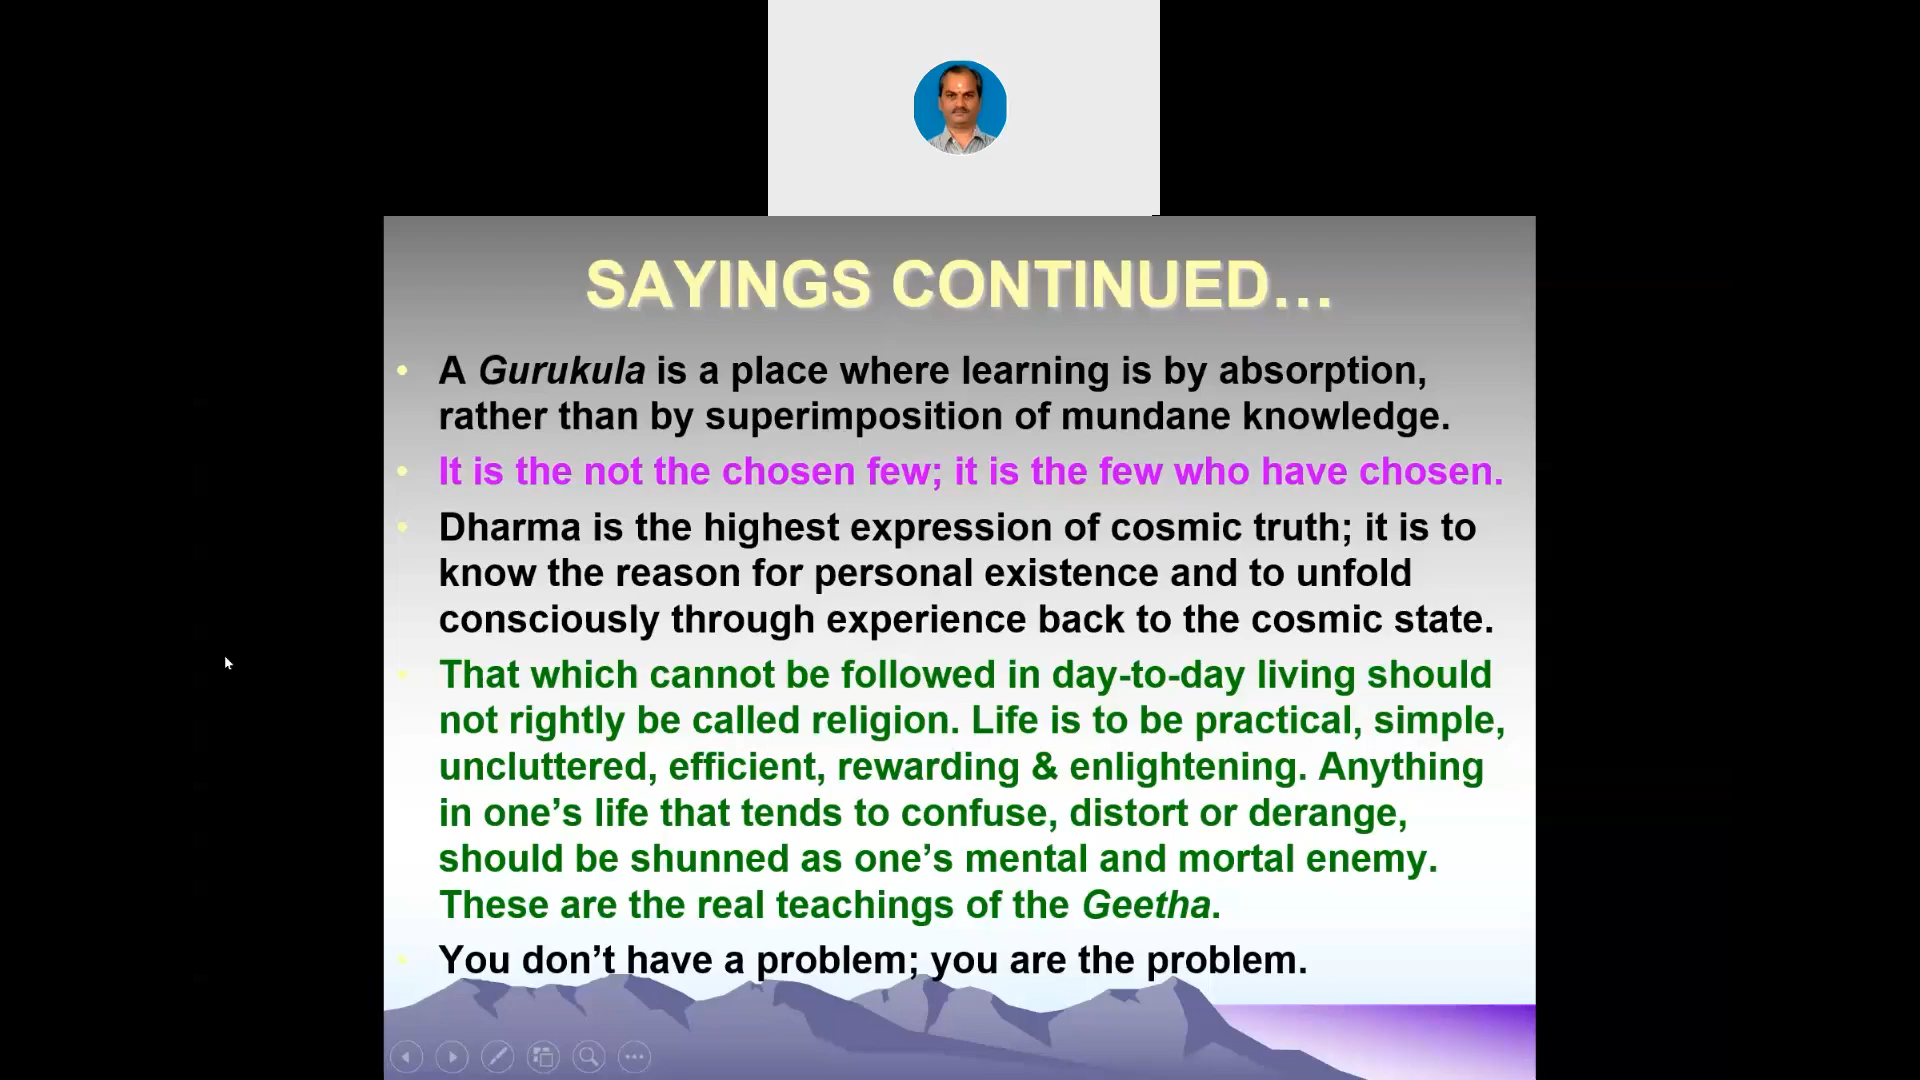 SAYINGS CONTINUED…
• A Gurukula is a place where learning is by absorption,
rather than by superimposition of mundane knowledge.
• It is the not the chosen few; it is the few who have chosen.
• Dharma is the highest expression of cosmic truth; it is to
know the reason for personal existence and to unfold
consciously through experience back to the cosmic state.
• That which cannot be followed in day-to-day living should
not rightly be called religion. Life is to be practical, simple,
uncluttered, efficient, rewarding & enlightening. Anything
in one’s life that tends to confuse, distort or derange,
should be shunned as one’s mental and mortal enemy.
These are the real teachings of the Geetha.
• You don’t have a problem; you are the problem.